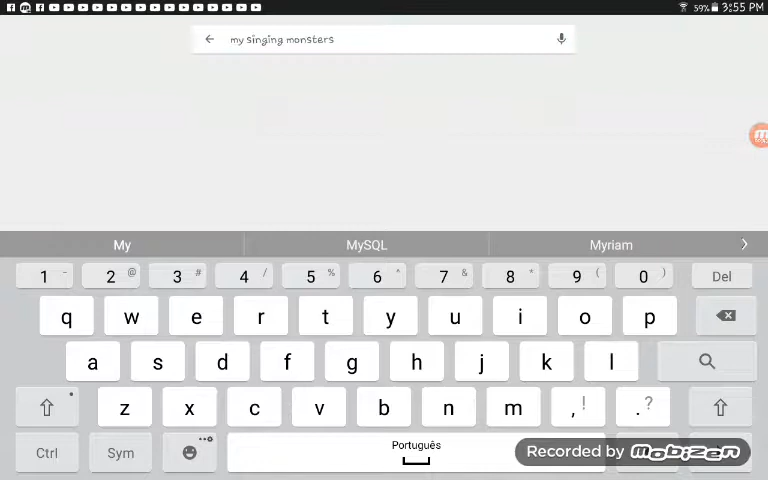 59% 3:55 PM
my singing monsters
My MySQL Myriam
1 - 2 @ 3 # 4 / 5 % 6 ^ 7 & 8 * 9 ( 0 ) Del
q w e r t y u i o p
a s d f g h j k l
z x c v b n m , ! . ?
Ctrl Sym Português
Recorded by Mobizen